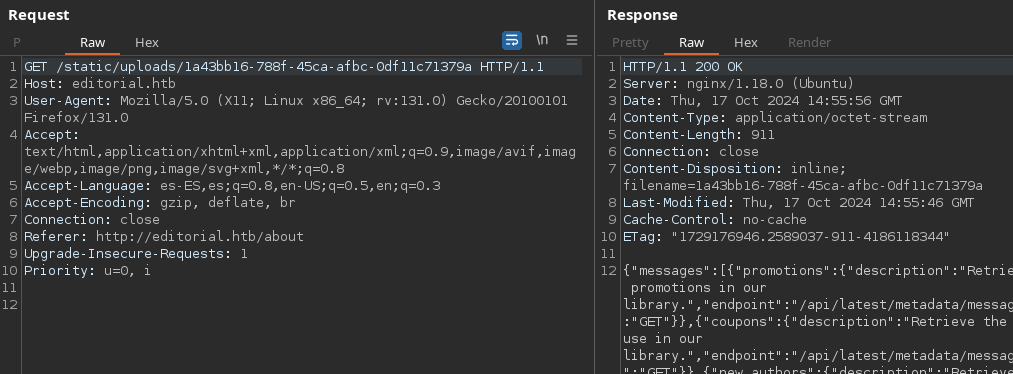 Request
P Raw Hex \n
1 GET /static/uploads/1a43bb16-788f-45ca-afbc-0df11c71379a HTTP/1.1
2 Host: editorial.htb
3 User-Agent: Mozilla/5.0 (X11; Linux x86_64; rv:131.0) Gecko/20100101
Firefox/131.0
4 Accept:
text/html,application/xhtml+xml,application/xml;q=0.9,image/avif,imag
e/webp,image/png,image/svg+xml,*/*;q=0.8
5 Accept-Language: es-ES,es;q=0.8,en-US;q=0.5,en;q=0.3
6 Accept-Encoding: gzip, deflate, br
7 Connection: close
8 Referer: http://editorial.htb/about
9 Upgrade-Insecure-Requests: 1
10 Priority: u=0, i
11
12
Response
Pretty Raw Hex Render
1 HTTP/1.1 200 OK
2 Server: nginx/1.18.0 (Ubuntu)
3 Date: Thu, 17 Oct 2024 14:55:56 GMT
4 Content-Type: application/octet-stream
5 Content-Length: 911
6 Connection: close
7 Content-Disposition: inline;
filename=1a43bb16-788f-45ca-afbc-0df11c71379a
8 Last-Modified: Thu, 17 Oct 2024 14:55:46 GMT
9 Cache-Control: no-cache
10 ETag: "1729176946.2589037-911-4186118344"
11
12 {"messages":[{"promotions":{"description":"Retrie
promotions in our
library.","endpoint":"/api/latest/metadata/messag
:"GET"}},{"coupons":{"description":"Retrieve the
use in our
library.","endpoint":"/api/latest/metadata/messag
":"GET"}},{"new_authors":{"description":"Retrieve